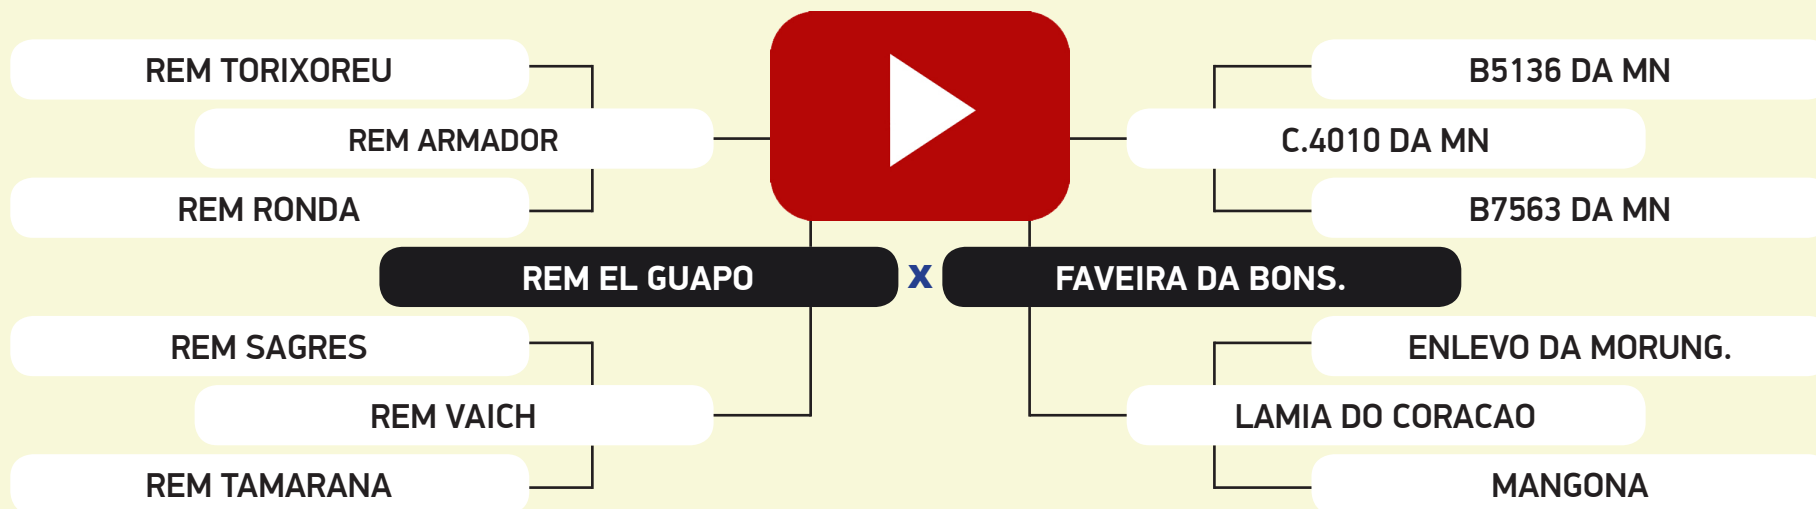 REM TORIXOREU
REM ARMADOR
REM RONDA
REM EL GUAPO
REM SAGRES
REM VAICH
REM TAMARANA
x
B5136 DA MN
C.4010 DA MN
B7563 DA MN
FAVEIRA DA BONS.
ENLEVO DA MORUNG.
LAMIA DO CORACAO
MANGONA